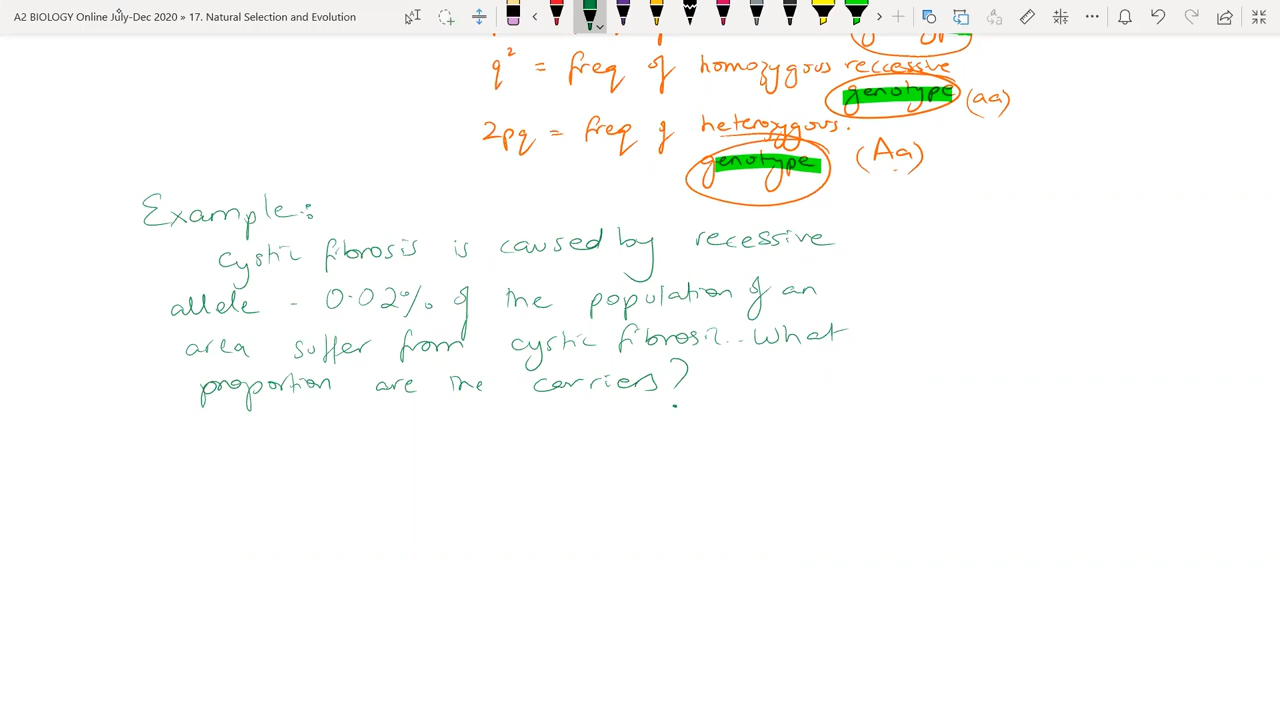 A2 BIOLOGY Online July-Dec 2020 » 17. Natural Selection and Evolution
q² = freq of homozygous reccessive
genotype (aa)
2pq = freq of heterozygous.
genotype (Aa)
Example:
cystic fibrosis is caused by recessive
allele - 0.02% of the population of an
area suffer from cystic fibrosis.. What
proportion are the carriers?